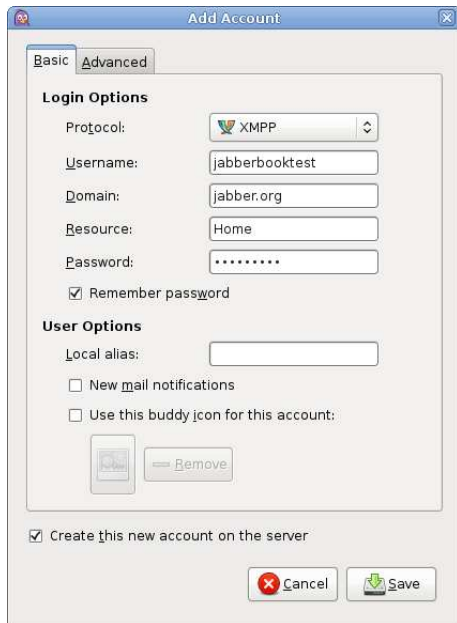 Add Account
Basic Advanced
Login Options
Protocol: XMPP
Username: jabberbooktest
Domain: jabber.org
Resource: Home
Password: •••••••••
Remember password
User Options
Local alias:
New mail notifications
Use this buddy icon for this account:
Remove
Create this new account on the server
Cancel Save